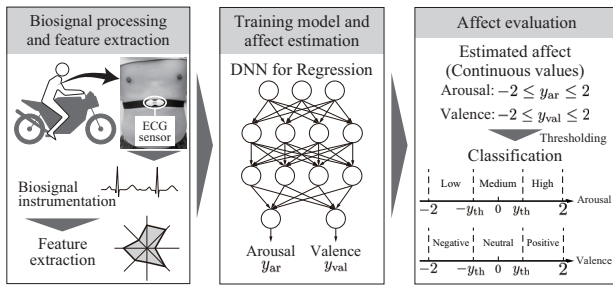 Biosignal processing
and feature extraction
ECG
sensor
Biosignal
instrumentation
Feature
extraction
Training model and
affect estimation
DNN for Regression
Arousal
y_ar
Valence
y_val
Affect evaluation
Estimated affect
(Continuous values)
Arousal: −2 ≤ y_ar ≤ 2
Valence: −2 ≤ y_val ≤ 2
Thresholding
Classification
Low Medium High
−2 −y_th 0 y_th 2 Arousal
Negative Neutral Positive
−2 −y_th 0 y_th 2 Valence